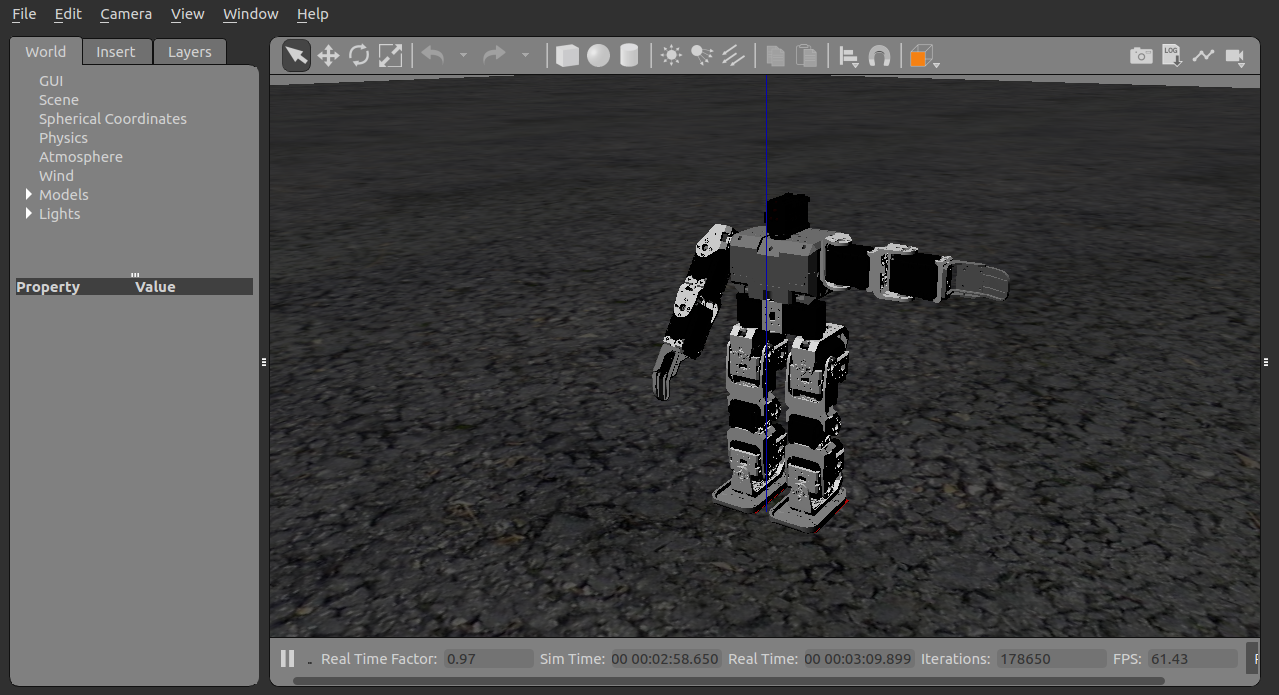 File Edit Camera View Window Help
World Insert Layers
LOG
GUI
Scene
Spherical Coordinates
Physics
Atmosphere
Wind
Models
Lights
Property Value
Real Time Factor: 0.97 Sim Time: 00 00:02:58.650 Real Time: 00 00:03:09.899 Iterations: 178650 FPS: 61.43